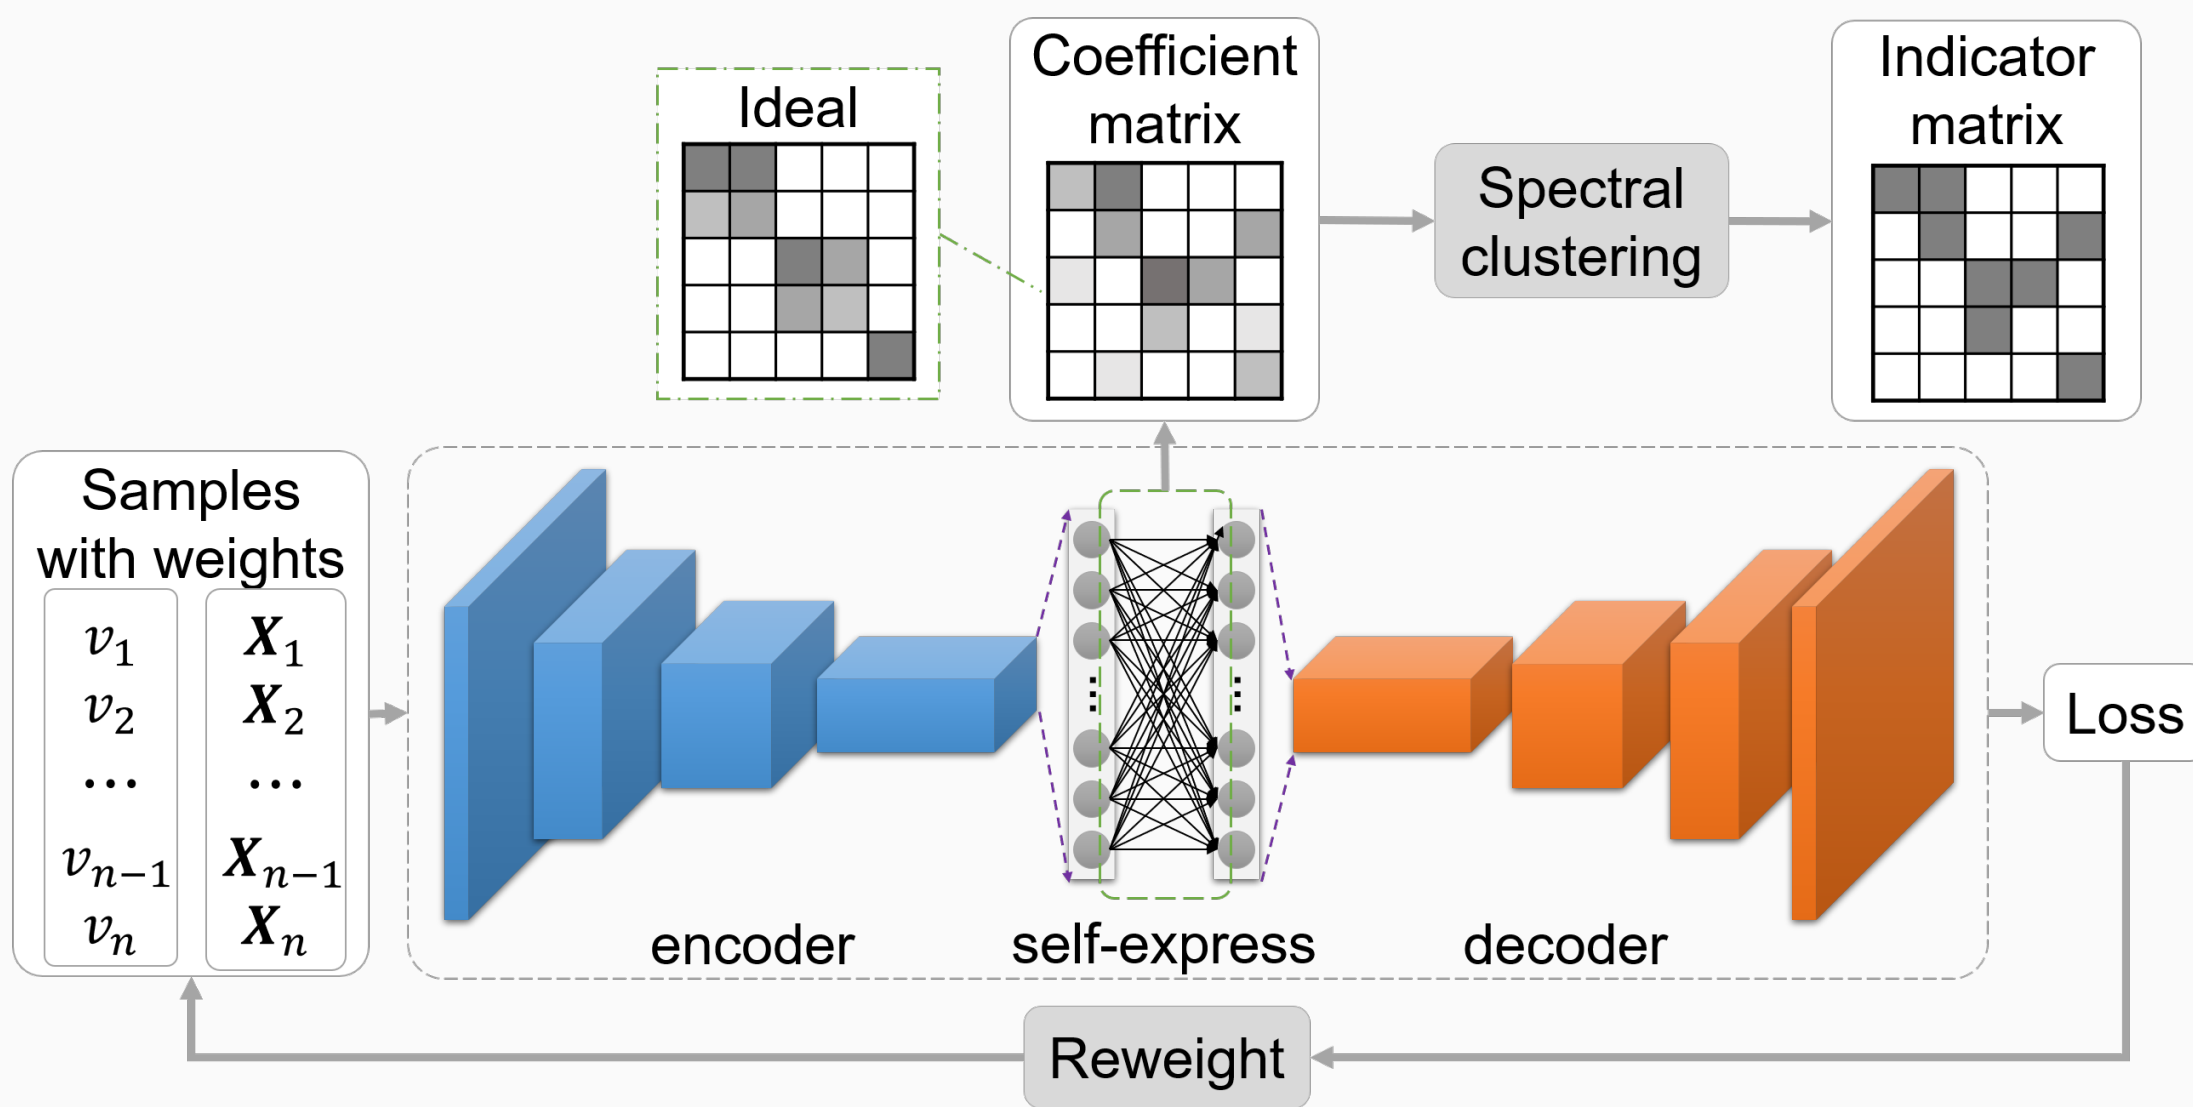 Ideal
Coefficient
matrix
Spectral
clustering
Indicator
matrix
Samples
with weights
v₁
X₁
v₂
X₂
...
...
vₙ₋₁
Xₙ₋₁
vₙ
Xₙ
...
...
encoder
self-express
decoder
Loss
Reweight